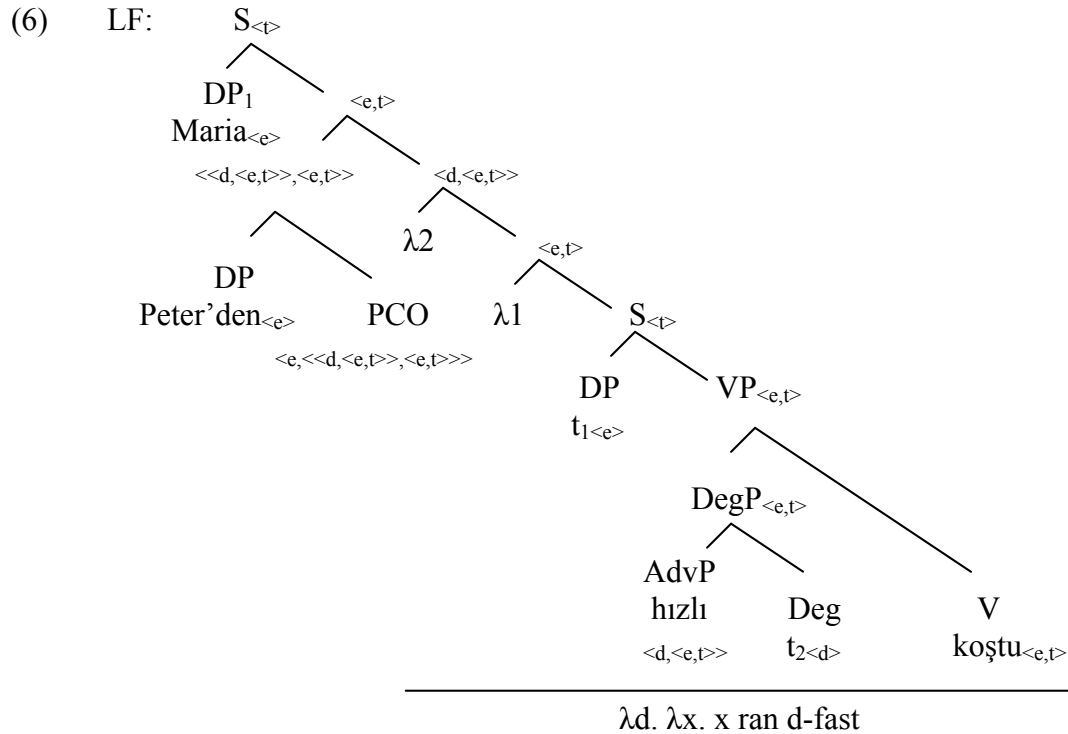 (6) LF: S<t>
DP₁ <e,t>
Maria<e>
<<d,<e,t>>,<e,t>> <d,<e,t>>
λ2 <e,t>
DP
Peter’den<e> PCO λ1 S<t>
<e,<<d,<e,t>>,<e,t>>>
DP VP<e,t>
t₁<e>
DegP<e,t>
AdvP
hızlı Deg V
<d,<e,t>> t₂<d> koştu<e,t>
λd. λx. x ran d-fast